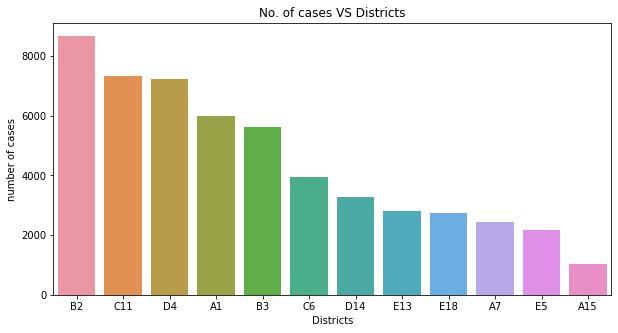 No. of cases VS Districts
number of cases
8000
6000
4000
2000
0
B2 C11 D4 A1 B3 C6 D14 E13 E18 A7 E5 A15
Districts